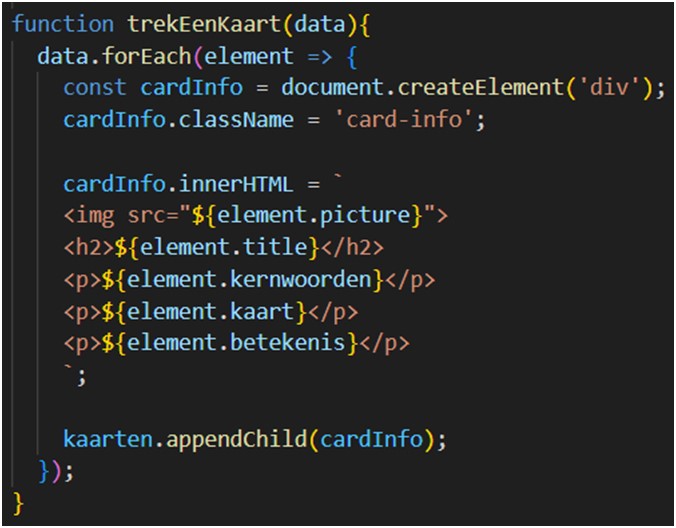 function trekEenKaart(data){
  data.forEach(element => {
    const cardInfo = document.createElement('div');
    cardInfo.className = 'card-info';

    cardInfo.innerHTML = `
    <img src="${element.picture}">
    <h2>${element.title}</h2>
    <p>${element.kernwoorden}</p>
    <p>${element.kaart}</p>
    <p>${element.betekenis}</p>
    `;

    kaarten.appendChild(cardInfo);
  });
}